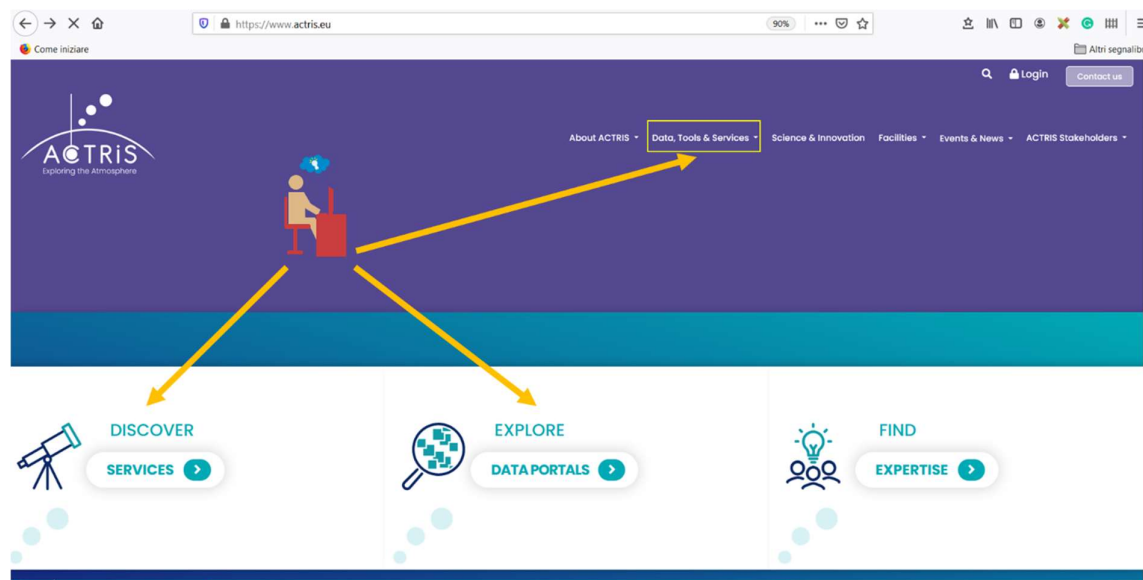 https://www.actris.eu
90%
Come iniziare
Altri segnalibr
Login
Contact us
ACTRiS
Exploring the Atmosphere
About ACTRIS
Data, Tools & Services
Science & Innovation
Facilities
Events & News
ACTRIS Stakeholders
DISCOVER
SERVICES
EXPLORE
DATA PORTALS
FIND
EXPERTISE